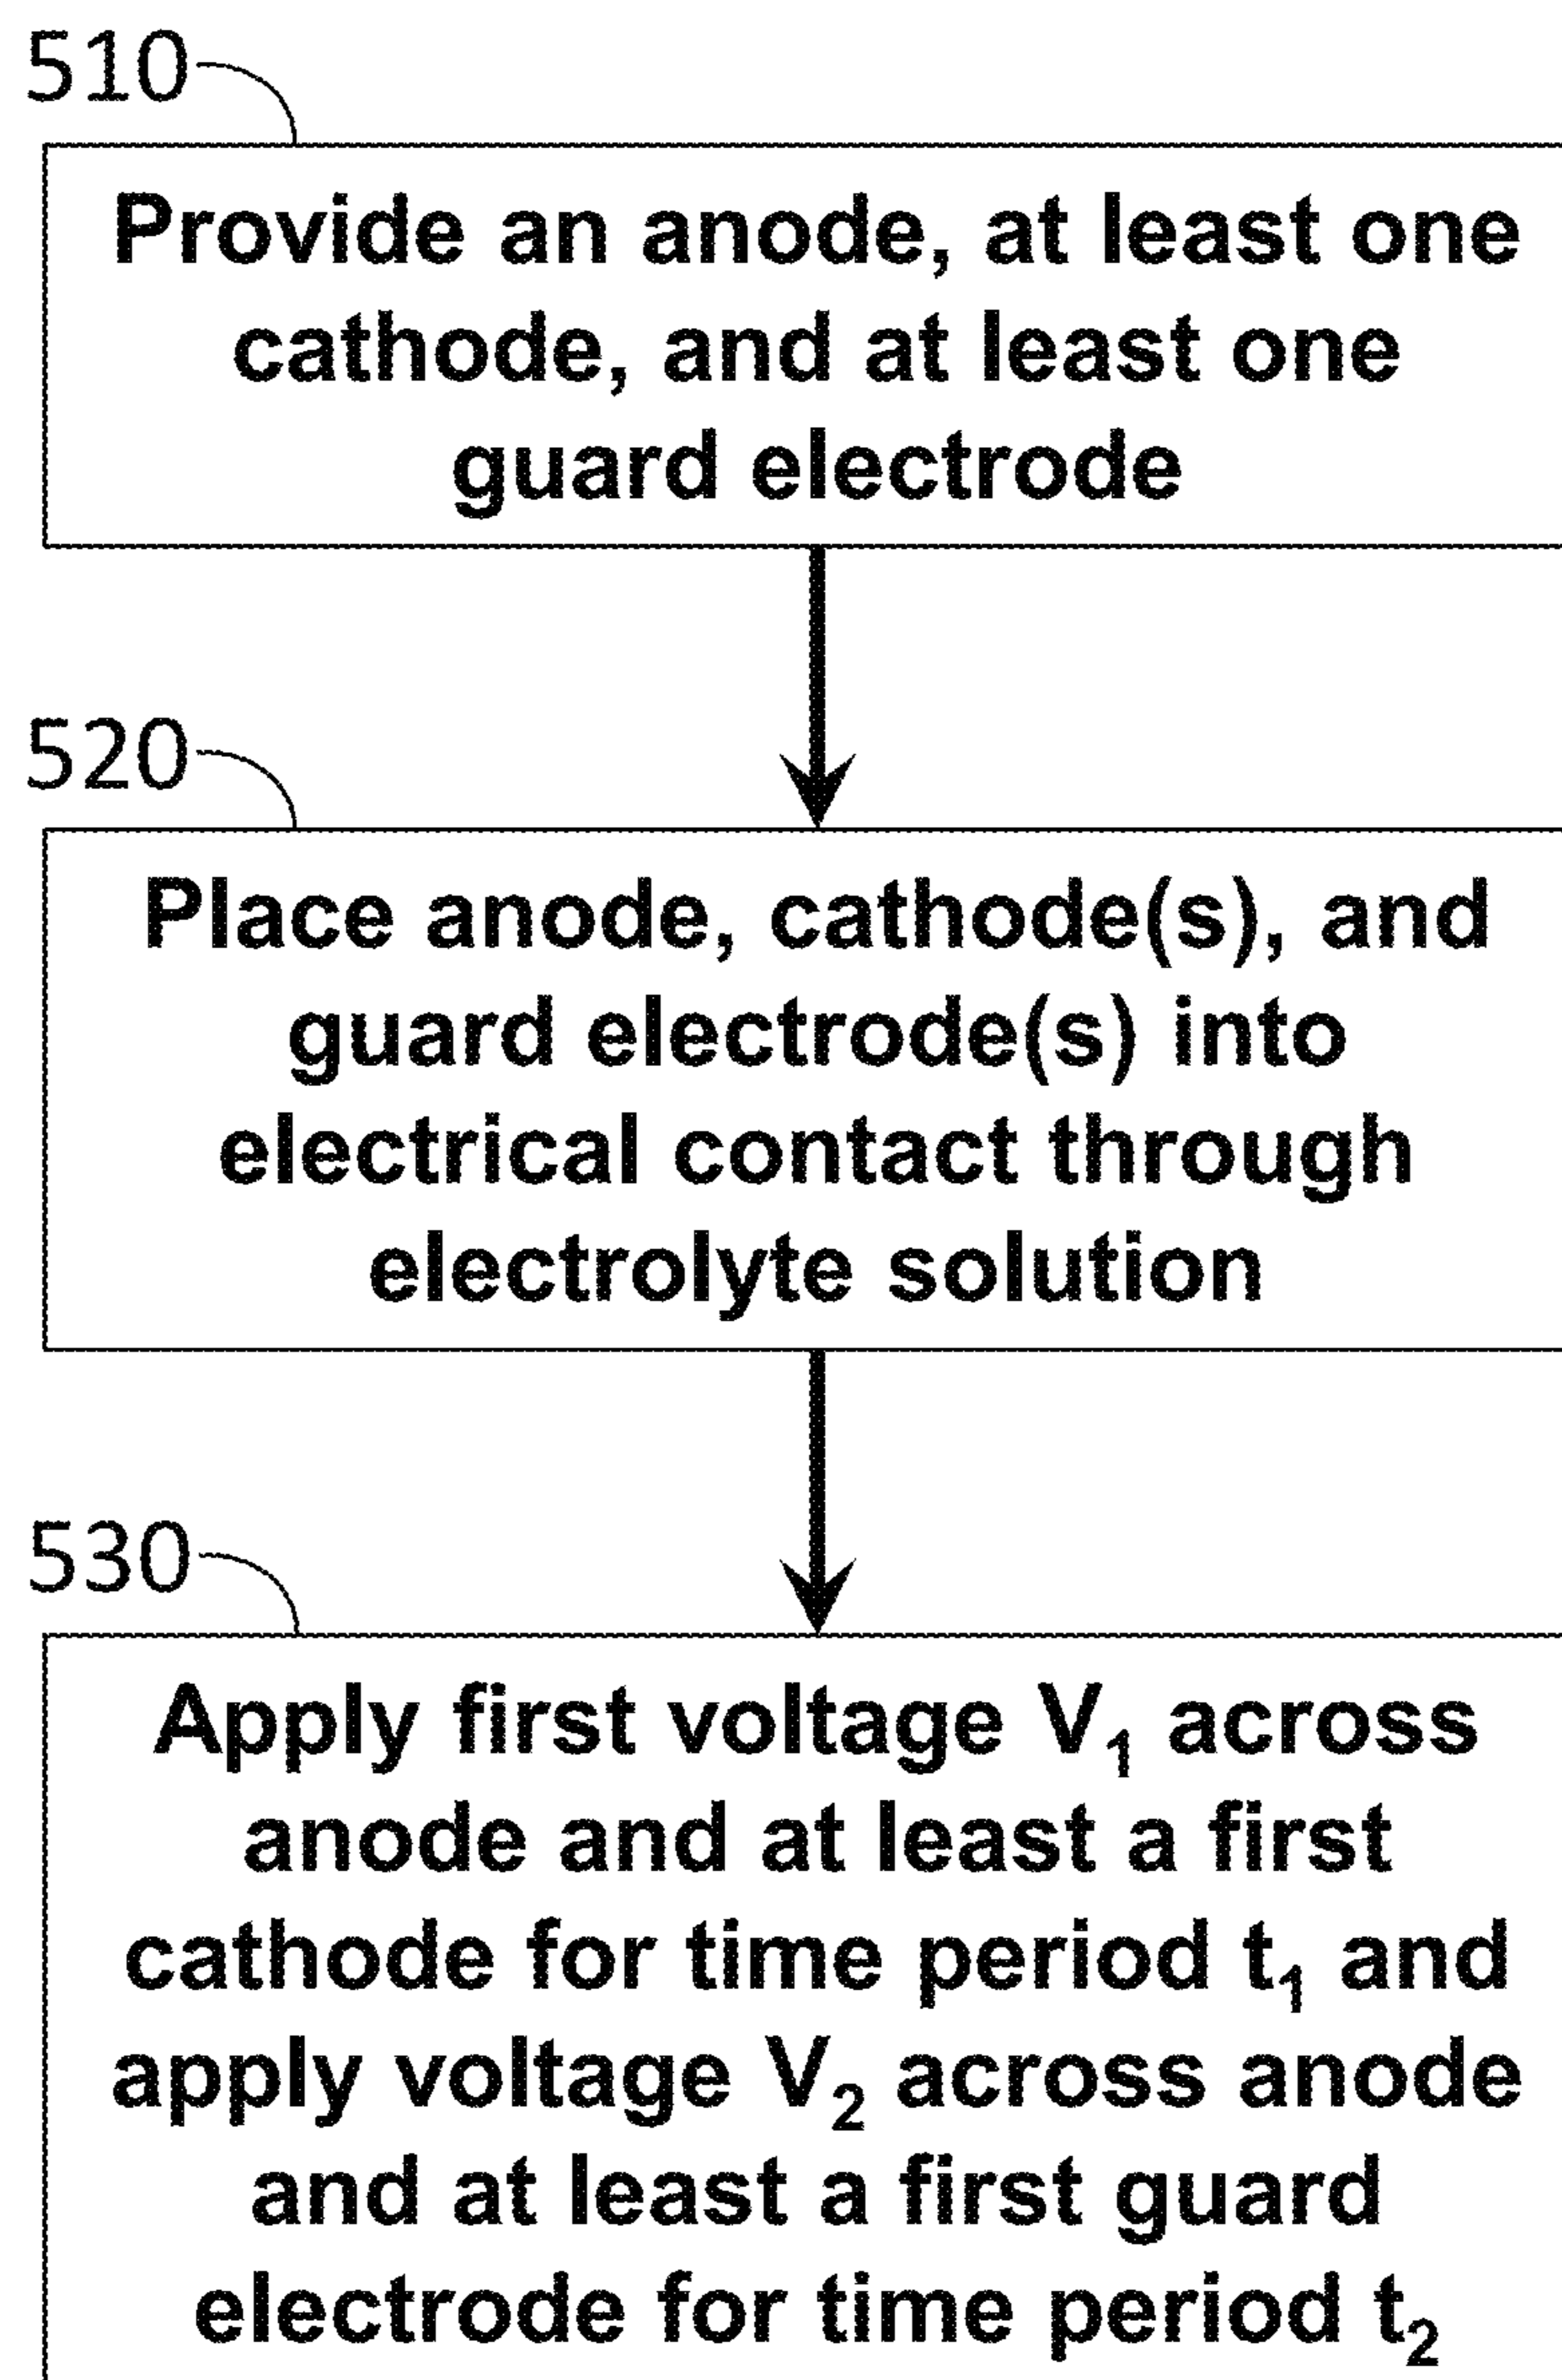 510
Provide an anode, at least one
cathode, and at least one
guard electrode
520
Place anode, cathode(s), and
guard electrode(s) into
electrical contact through
electrolyte solution
530
Apply first voltage V₁ across
anode and at least a first
cathode for time period t₁ and
apply voltage V₂ across anode
and at least a first guard
electrode for time period t₂